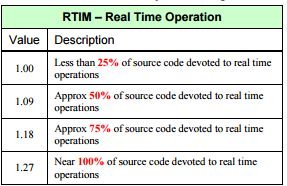 RTIM – Real Time Operation
Value Description
1.00 Less than 25% of source code devoted to real time
operations
1.09 Approx 50% of source code devoted to real time
operations
1.18 Approx 75% of source code devoted to real time
operations
1.27 Near 100% of source code devoted to real time
operations